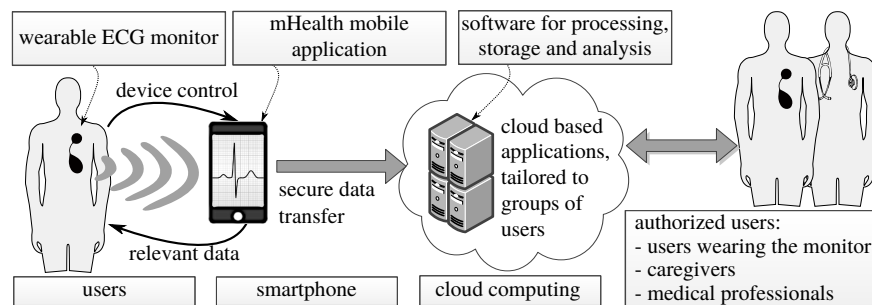 wearable ECG monitor
mHealth mobile
application
software for processing,
storage and analysis
device control
secure data
transfer
relevant data
cloud based
applications,
tailored to
groups of
users
authorized users:
- users wearing the monitor
- caregivers
- medical professionals
users
smartphone
cloud computing